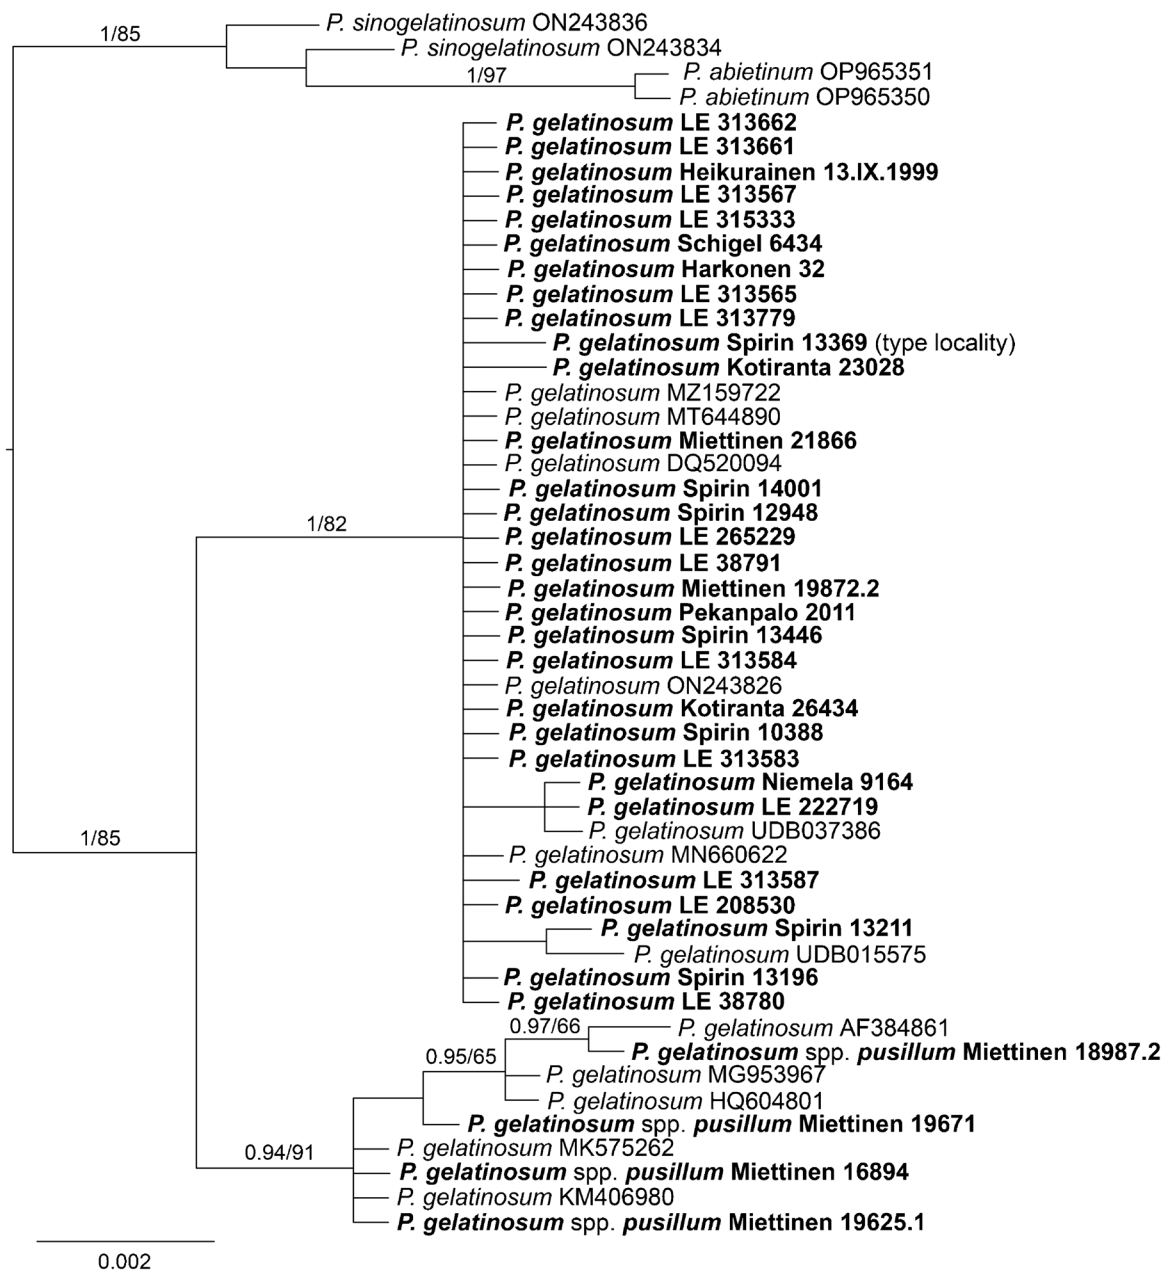 P. sinogelatinosum ON243836
1/85
P. sinogelatinosum ON243834
P. abietinum OP965351
1/97
P. abietinum OP965350
P. gelatinosum LE 313662
P. gelatinosum LE 313661
P. gelatinosum Heikurainen 13.IX.1999
P. gelatinosum LE 313567
P. gelatinosum LE 315333
P. gelatinosum Schigel 6434
P. gelatinosum Harkonen 32
P. gelatinosum LE 313565
P. gelatinosum LE 313779
P. gelatinosum Spirin 13369 (type locality)
P. gelatinosum Kotiranta 23028
P. gelatinosum MZ159722
P. gelatinosum MT644890
P. gelatinosum Miettinen 21866
P. gelatinosum DQ520094
P. gelatinosum Spirin 14001
P. gelatinosum Spirin 12948
1/82
P. gelatinosum LE 265229
P. gelatinosum LE 38791
P. gelatinosum Miettinen 19872.2
P. gelatinosum Pekanpalo 2011
P. gelatinosum Spirin 13446
P. gelatinosum LE 313584
P. gelatinosum ON243826
P. gelatinosum Kotiranta 26434
P. gelatinosum Spirin 10388
P. gelatinosum LE 313583
P. gelatinosum Niemela 9164
P. gelatinosum LE 222719
P. gelatinosum UDB037386
1/85
P. gelatinosum MN660622
P. gelatinosum LE 313587
P. gelatinosum LE 208530
P. gelatinosum Spirin 13211
P. gelatinosum UDB015575
P. gelatinosum Spirin 13196
P. gelatinosum LE 38780
0.97/66
P. gelatinosum AF384861
P. gelatinosum spp. pusillum Miettinen 18987.2
0.95/65
P. gelatinosum MG953967
P. gelatinosum HQ604801
P. gelatinosum spp. pusillum Miettinen 19671
P. gelatinosum MK575262
0.94/91
P. gelatinosum spp. pusillum Miettinen 16894
P. gelatinosum KM406980
P. gelatinosum spp. pusillum Miettinen 19625.1
0.002